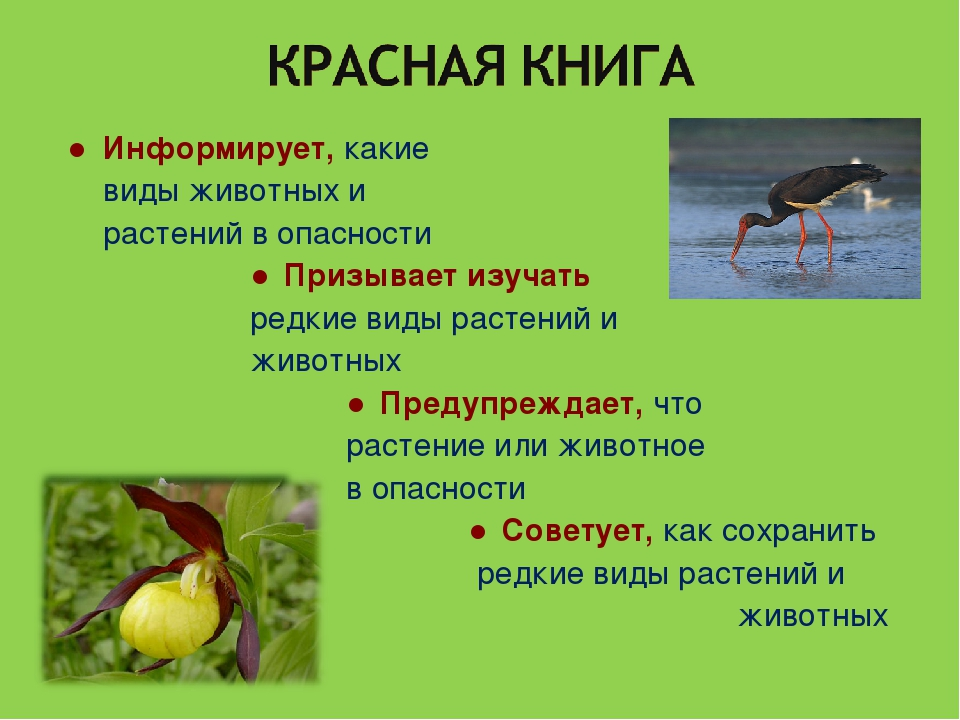 КРАСНАЯ КНИГА
● Информирует, какие
виды животных и
растений в опасности
● Призывает изучать
редкие виды растений и
животных
● Предупреждает, что
растение или животное
в опасности
● Советует, как сохранить
редкие виды растений и
животных